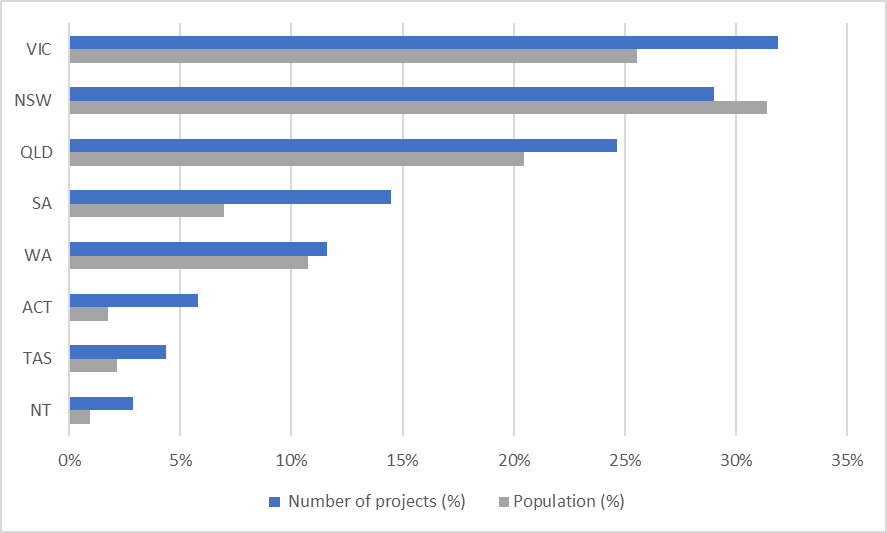 VIC
NSW
QLD
SA
WA
ACT
TAS
NT
0% 5% 10% 15% 20% 25% 30% 35%
Number of projects (%) Population (%)